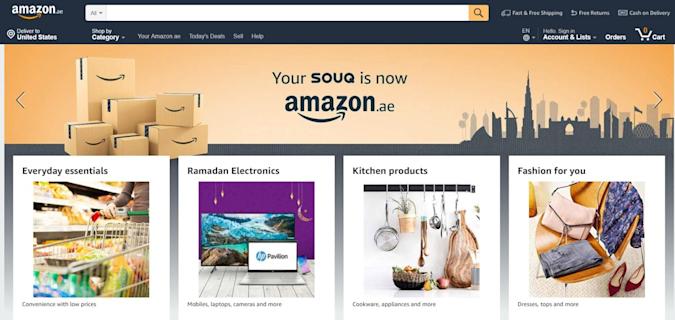 amazon.ae
All
Fast & Free Shipping
Free Returns
Cash on Delivery
Deliver to
United States
Shop by
Category
Your Amazon.ae
Today's Deals
Sell
Help
EN
Hello. Sign in
Account & Lists
Orders
0
Cart
Your SOUQ is now
amazon.ae
Everyday essentials
Ramadan Electronics
Kitchen products
Fashion for you
hp Pavilion
Convenience with low prices
Mobiles, laptops, cameras and more
Cookware, appliances and more
Dresses, tops and more